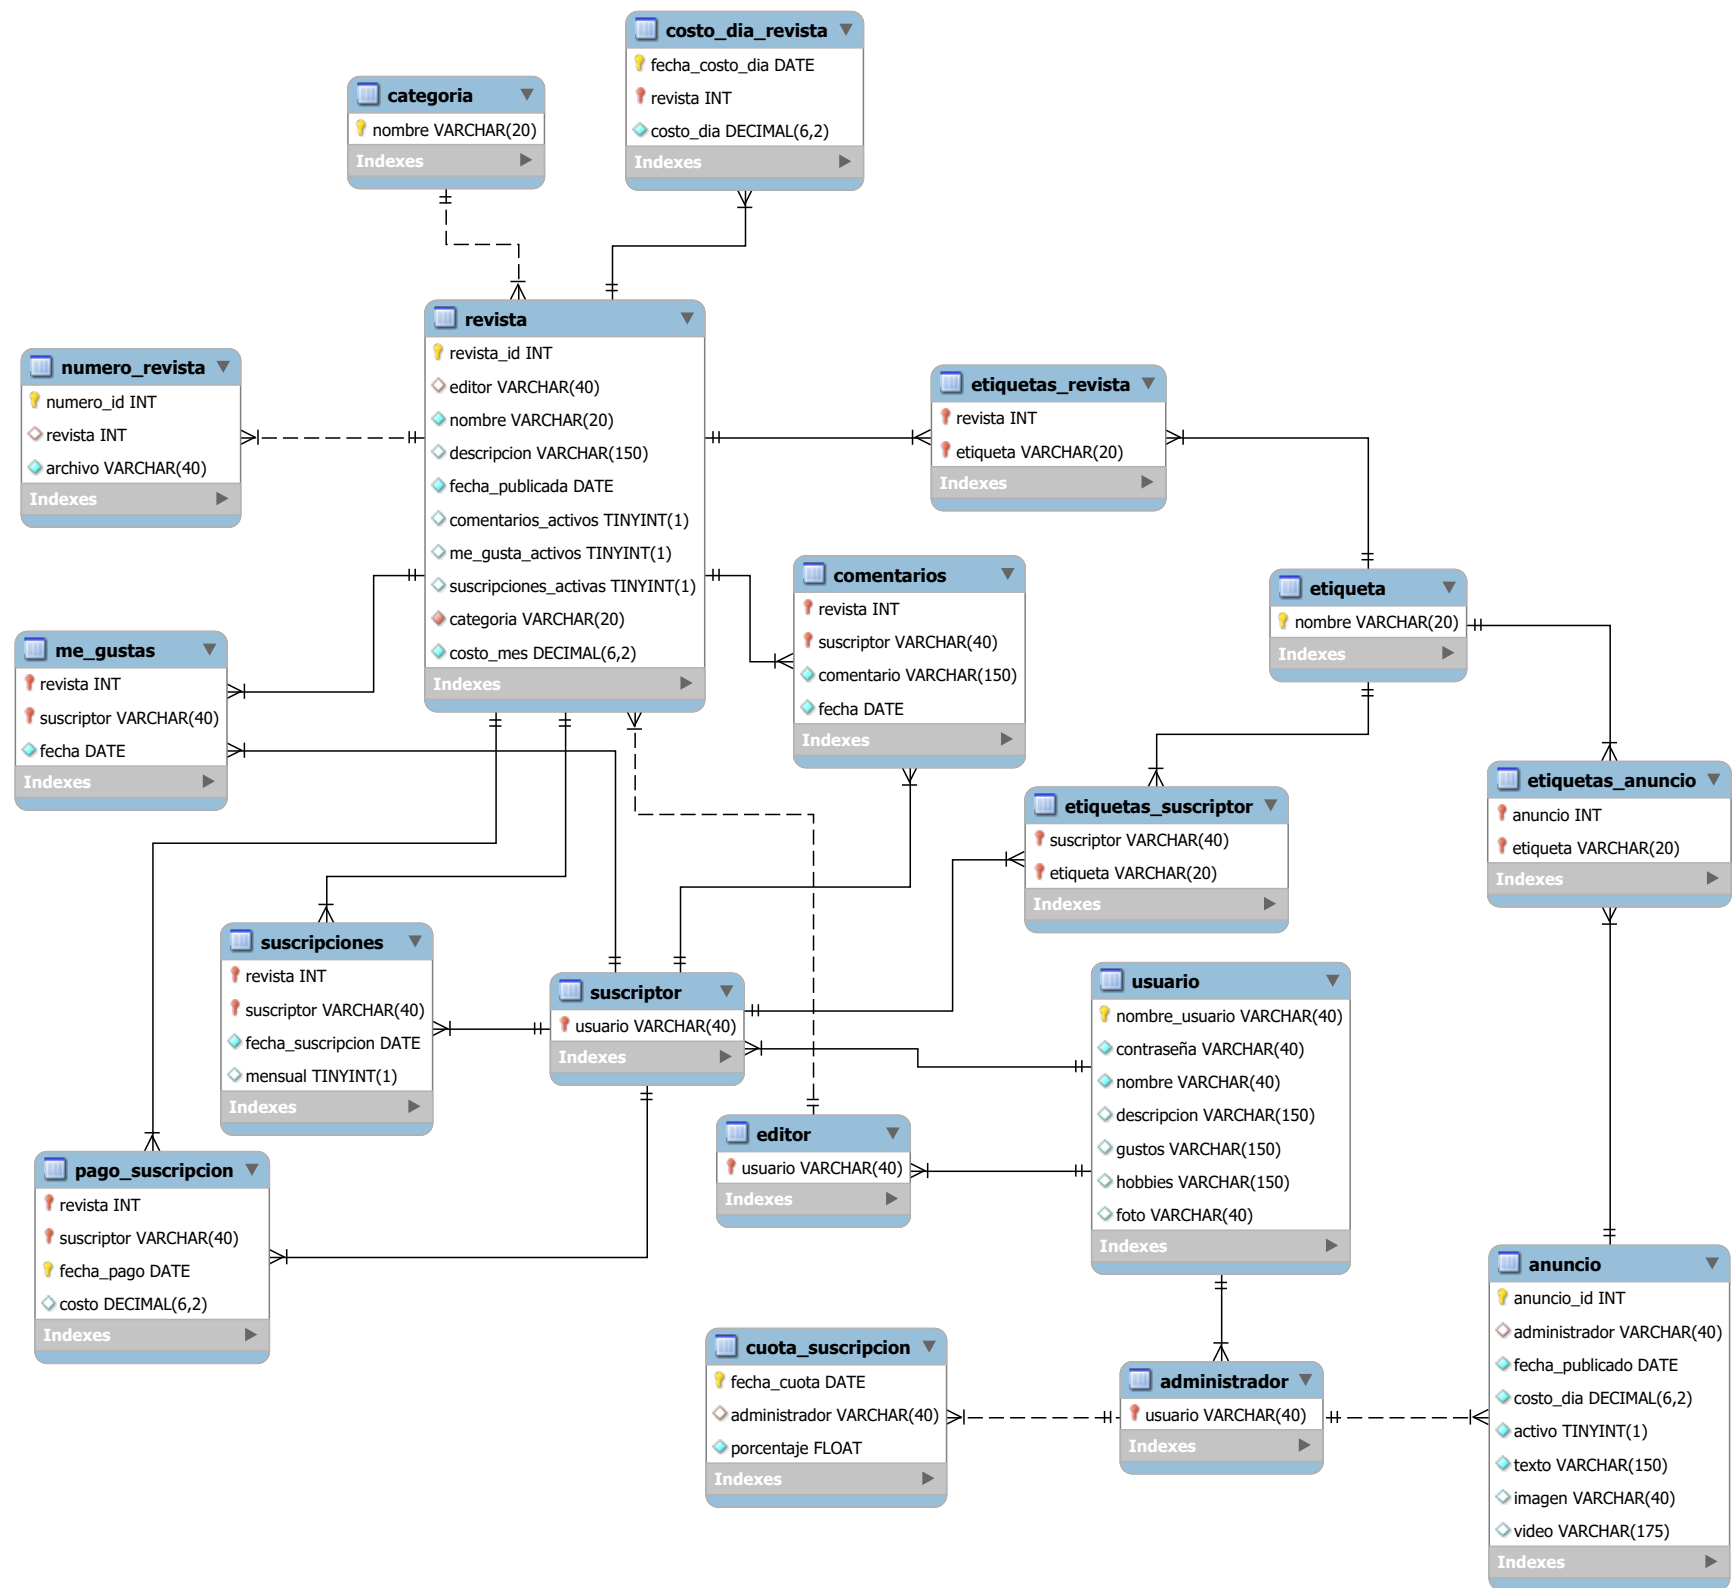 costo_dia_revista
fecha_costo_dia DATE
revista INT
costo_dia DECIMAL(6,2)
Indexes
categoria
nombre VARCHAR(20)
Indexes
revista
revista_id INT
editor VARCHAR(40)
nombre VARCHAR(20)
descripcion VARCHAR(150)
fecha_publicada DATE
comentarios_activos TINYINT(1)
me_gusta_activos TINYINT(1)
suscripciones_activas TINYINT(1)
categoria VARCHAR(20)
costo_mes DECIMAL(6,2)
Indexes
numero_revista
numero_id INT
revista INT
archivo VARCHAR(40)
Indexes
etiquetas_revista
revista INT
etiqueta VARCHAR(20)
Indexes
comentarios
revista INT
suscriptor VARCHAR(40)
comentario VARCHAR(150)
fecha DATE
Indexes
etiqueta
nombre VARCHAR(20)
Indexes
me_gustas
revista INT
suscriptor VARCHAR(40)
fecha DATE
Indexes
etiquetas_suscriptor
suscriptor VARCHAR(40)
etiqueta VARCHAR(20)
Indexes
etiquetas_anuncio
anuncio INT
etiqueta VARCHAR(20)
Indexes
suscripciones
revista INT
suscriptor VARCHAR(40)
fecha_suscripcion DATE
mensual TINYINT(1)
Indexes
suscriptor
usuario VARCHAR(40)
Indexes
usuario
nombre_usuario VARCHAR(40)
contraseña VARCHAR(40)
nombre VARCHAR(40)
descripcion VARCHAR(150)
gustos VARCHAR(150)
hobbies VARCHAR(150)
foto VARCHAR(40)
Indexes
editor
usuario VARCHAR(40)
Indexes
pago_suscripcion
revista INT
suscriptor VARCHAR(40)
fecha_pago DATE
costo DECIMAL(6,2)
Indexes
anuncio
anuncio_id INT
administrador VARCHAR(40)
fecha_publicado DATE
costo_dia DECIMAL(6,2)
activo TINYINT(1)
texto VARCHAR(150)
imagen VARCHAR(40)
video VARCHAR(175)
Indexes
cuota_suscripcion
fecha_cuota DATE
administrador VARCHAR(40)
porcentaje FLOAT
Indexes
administrador
usuario VARCHAR(40)
Indexes